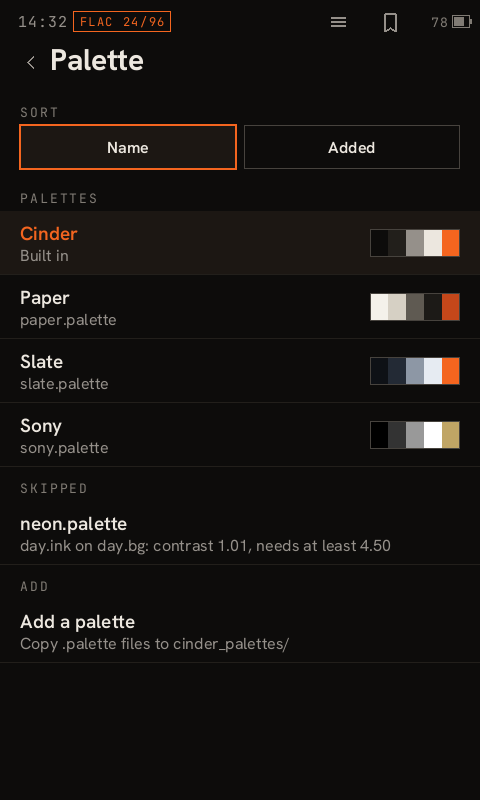 14:32 FLAC 24/96 78
Palette
SORT
Name Added
PALETTES
Cinder
Built in
Paper
paper.palette
Slate
slate.palette
Sony
sony.palette
SKIPPED
neon.palette
day.ink on day.bg: contrast 1.01, needs at least 4.50
ADD
Add a palette
Copy .palette files to cinder_palettes/